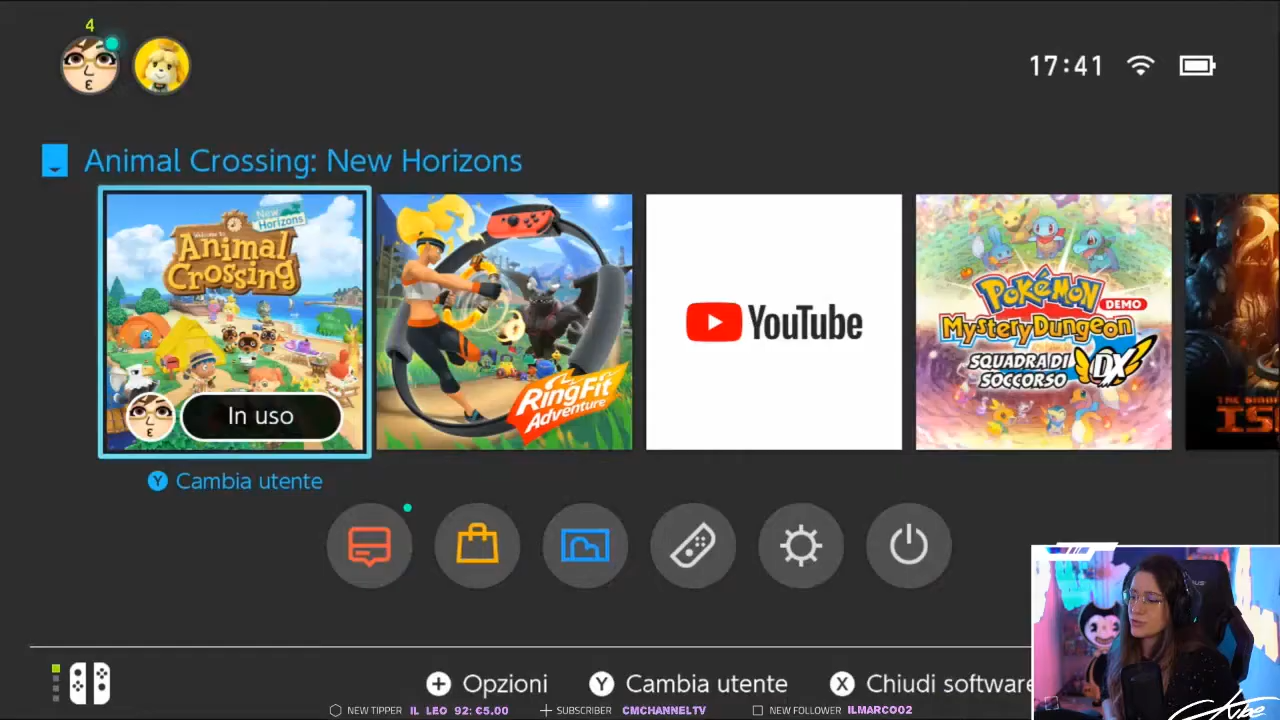 4
17:41
Animal Crossing: New Horizons
New Horizons
Welcome to
Animal Crossing
In uso
RingFit Adventure
YouTube
Pokémon
DEMO
Mystery Dungeon
SQUADRA DI SOCCORSO DX
Y Cambia utente
+ Opzioni
Y Cambia utente
X Chiudi software
NEW TIPPER IL LEO 92: €5.00
SUBSCRIBER CMCHANNELTV
NEW FOLLOWER ILMARCO02